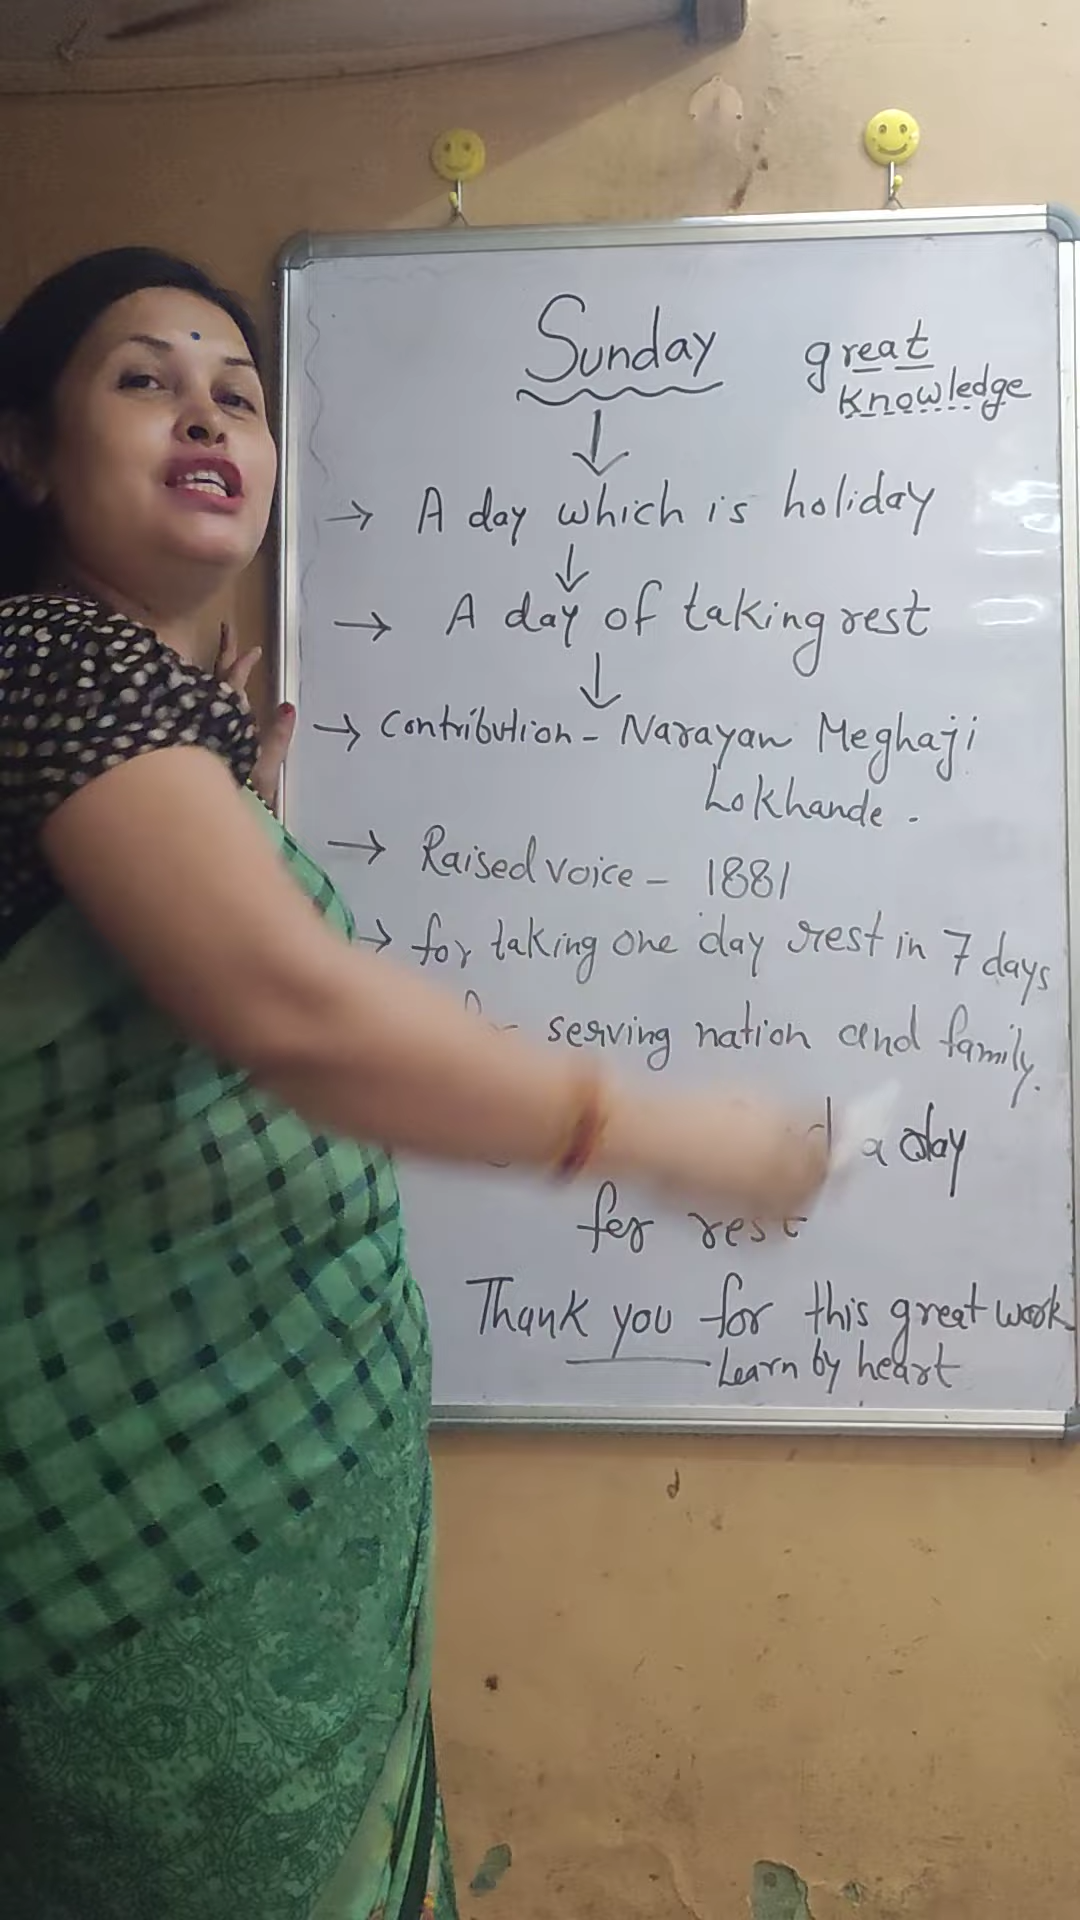 Sunday
great
knowledge
→ A day which is holiday
→ A day of taking rest
→ Contribution - Narayan Meghaji
Lokhande.
→ Raised voice - 1881
→ for taking one day rest in 7 days
serving nation and family.
a day
for rest
Thank you for this great work
Learn by heart